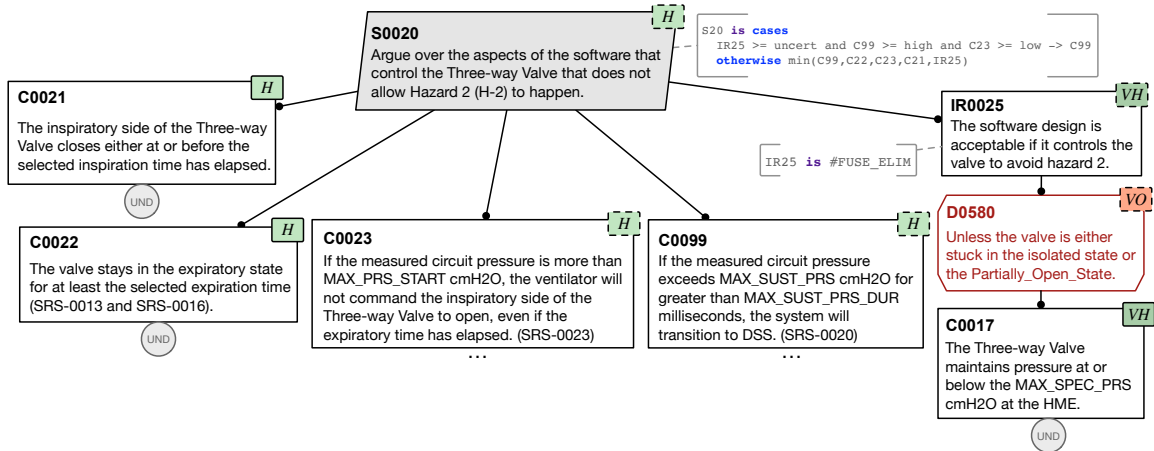 H
S0020
Argue over the aspects of the software that
control the Three-way Valve that does not
allow Hazard 2 (H-2) to happen.
S20 is cases
IR25 >= uncert and C99 >= high and C23 >= low -> C99
otherwise min(C99,C22,C23,C21,IR25)
H
C0021
The inspiratory side of the Three-way
Valve closes either at or before the
selected inspiration time has elapsed.
UND
VH
IR0025
The software design is
acceptable if it controls the
valve to avoid hazard 2.
IR25 is #FUSE_ELIM
H
C0022
The valve stays in the expiratory state
for at least the selected expiration time
(SRS-0013 and SRS-0016).
UND
H
C0023
If the measured circuit pressure is more than
MAX_PRS_START cmH2O, the ventilator will
not command the inspiratory side of the
Three-way Valve to open, even if the
expiratory time has elapsed. (SRS-0023)
...
H
C0099
If the measured circuit pressure
exceeds MAX_SUST_PRS cmH2O for
greater than MAX_SUST_PRS_DUR
milliseconds, the system will
transition to DSS. (SRS-0020)
...
VO
D0580
Unless the valve is either
stuck in the isolated state or
the Partially_Open_State.
VH
C0017
The Three-way Valve
maintains pressure at or
below the MAX_SPEC_PRS
cmH2O at the HME.
UND